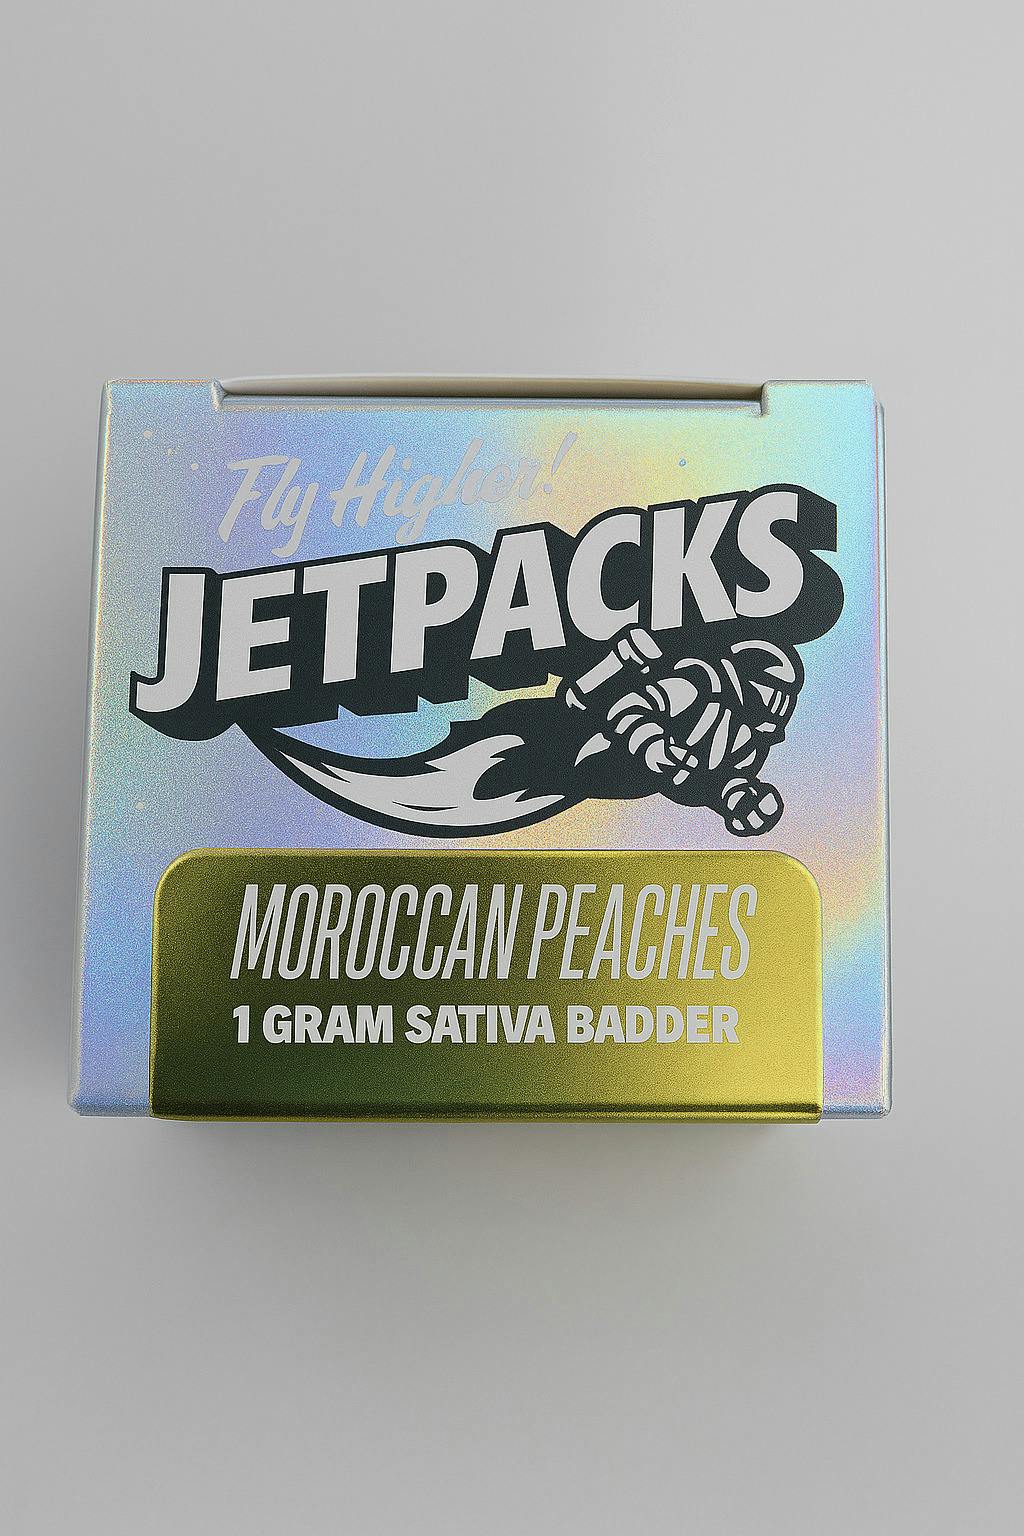 Fly Higher!
JETPACKS
MOROCCAN PEACHES
1 GRAM SATIVA BADDER